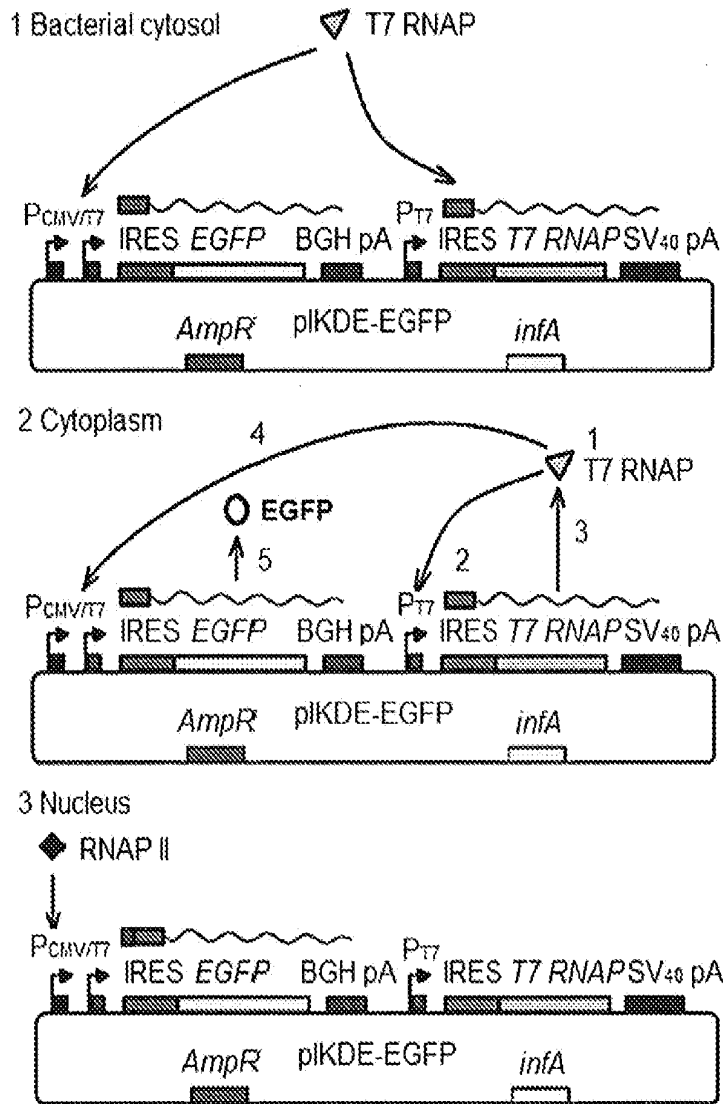 1 Bacterial cytosol
T7 RNAP
PCMV/T7
PT7
IRES EGFP BGH pA IRES T7 RNAP SV40 pA
AmpR pIKDE-EGFP infA
2 Cytoplasm
4
1
T7 RNAP
EGFP
5
2
3
PCMV/T7
PT7
IRES EGFP BGH pA IRES T7 RNAP SV40 pA
AmpR pIKDE-EGFP infA
3 Nucleus
RNAP II
PCMV/T7
PT7
IRES EGFP BGH pA IRES T7 RNAP SV40 pA
AmpR pIKDE-EGFP infA